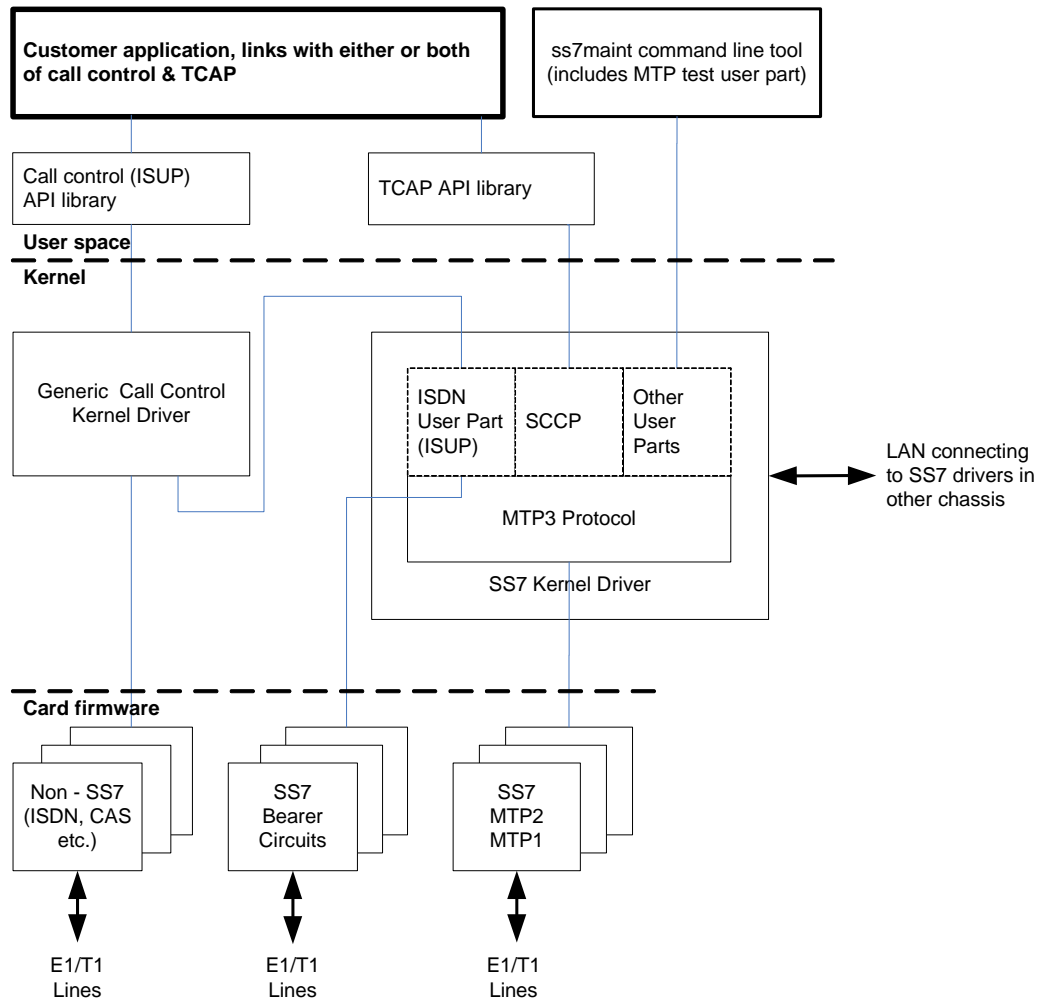 Customer application, links with either or both
of call control & TCAP
ss7maint command line tool
(includes MTP test user part)
Call control (ISUP)
API library
TCAP API library
User space
Kernel
Generic Call Control
Kernel Driver
ISDN
User Part
(ISUP)
SCCP
Other
User
Parts
MTP3 Protocol
SS7 Kernel Driver
LAN connecting
to SS7 drivers in
other chassis
Card firmware
Non - SS7
(ISDN, CAS
etc.)
SS7
Bearer
Circuits
SS7
MTP2
MTP1
E1/T1
Lines
E1/T1
Lines
E1/T1
Lines